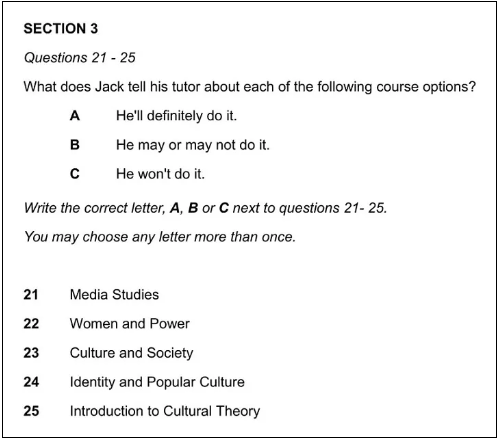 SECTION 3
Questions 21 - 25
What does Jack tell his tutor about each of the following course options?
A He'll definitely do it.
B He may or may not do it.
C He won't do it.
Write the correct letter, A, B or C next to questions 21- 25.
You may choose any letter more than once.
21 Media Studies
22 Women and Power
23 Culture and Society
24 Identity and Popular Culture
25 Introduction to Cultural Theory